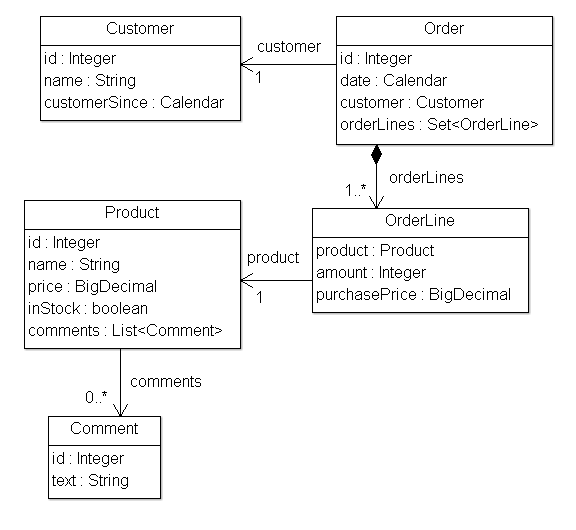 Customer
id : Integer
name : String
customerSince : Calendar
customer
1
Order
id : Integer
date : Calendar
customer : Customer
orderLines : Set<OrderLine>
orderLines
1..*
Product
id : Integer
name : String
price : BigDecimal
inStock : boolean
comments : List<Comment>
product
1
OrderLine
product : Product
amount : Integer
purchasePrice : BigDecimal
comments
0..*
Comment
id : Integer
text : String